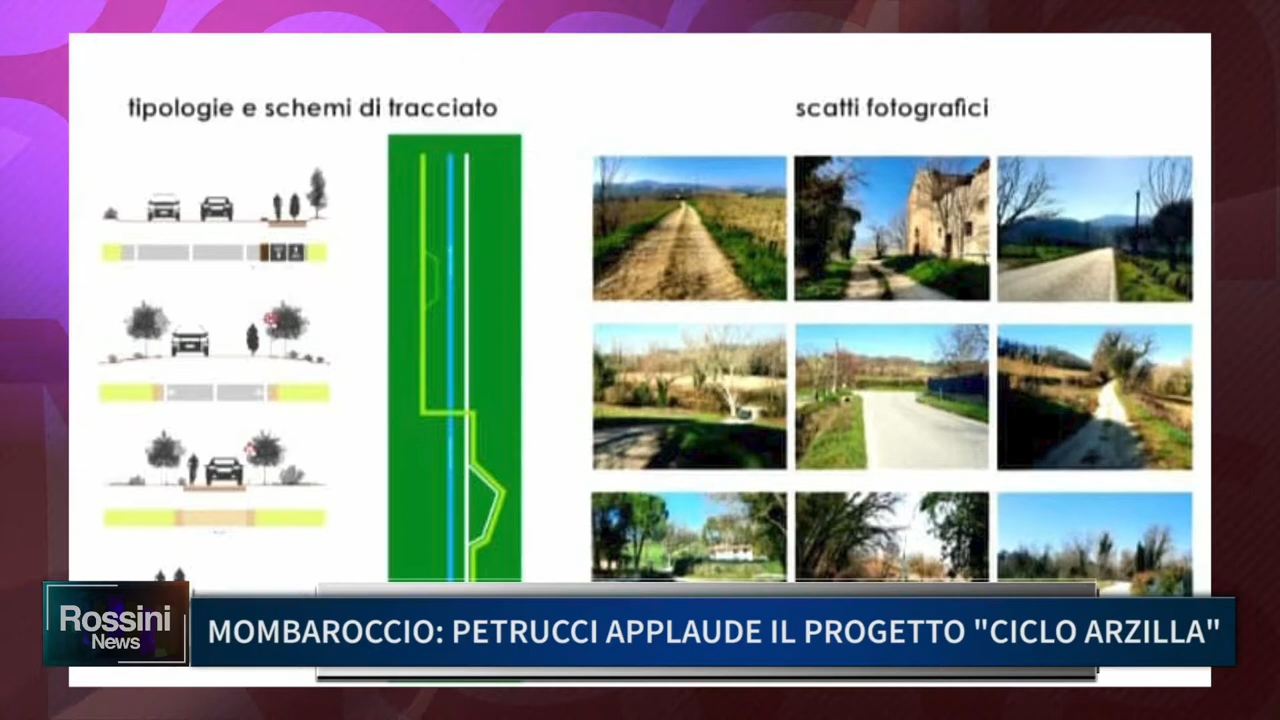 tipologie e schemi di tracciato
scatti fotografici
Rossini
News
MOMBAROCCIO: PETRUCCI APPLAUDE IL PROGETTO "CICLO ARZILLA"